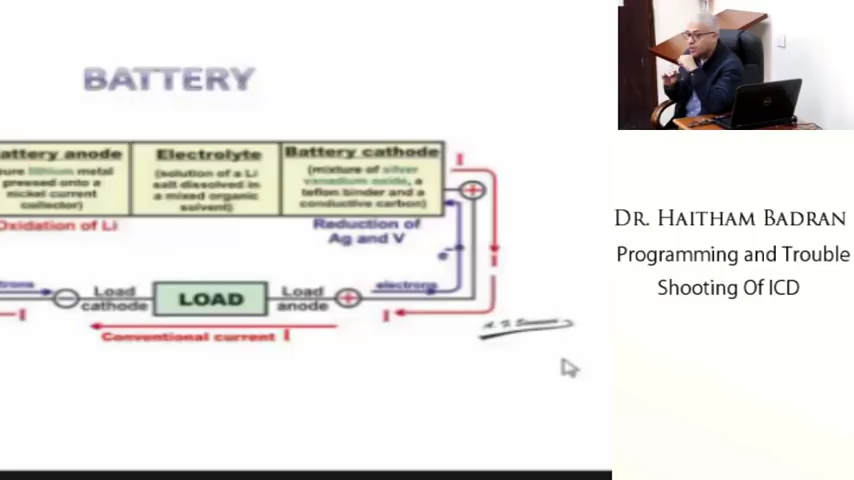 BATTERY
attery anode
ure lithium metal
pressed onto a
nickel current
collector)
Oxidation of Li
Electrolyte
(solution of a Li
salt dissolved in
a mixed organic
solvent)
Battery cathode
(mixture of silver
vanadium oxide, a
teflon binder and a
conductive carbon)
Reduction of
Ag and V
I
+
e-
I
trons
−
Load
cathode
LOAD
Load
anode
+
electrons
I
I
Conventional current I
DR. HAITHAM BADRAN
Programming and Trouble
Shooting Of ICD